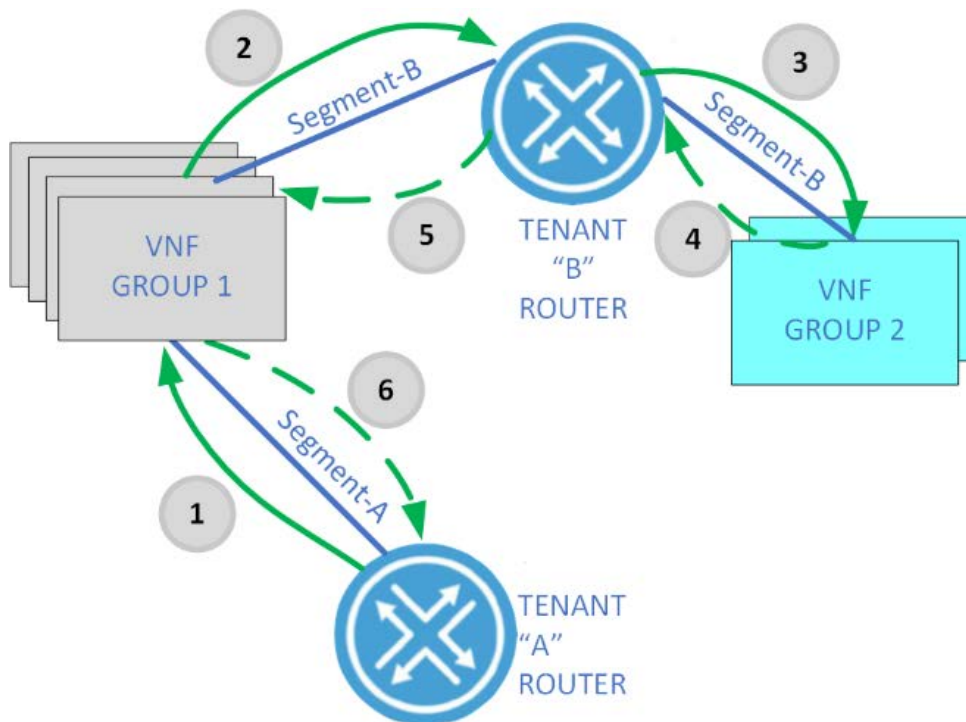 2
3
Segment-B
Segment-B
5
4
TENANT
“B”
ROUTER
VNF
GROUP 1
VNF
GROUP 2
6
Segment-A
1
TENANT
“A”
ROUTER